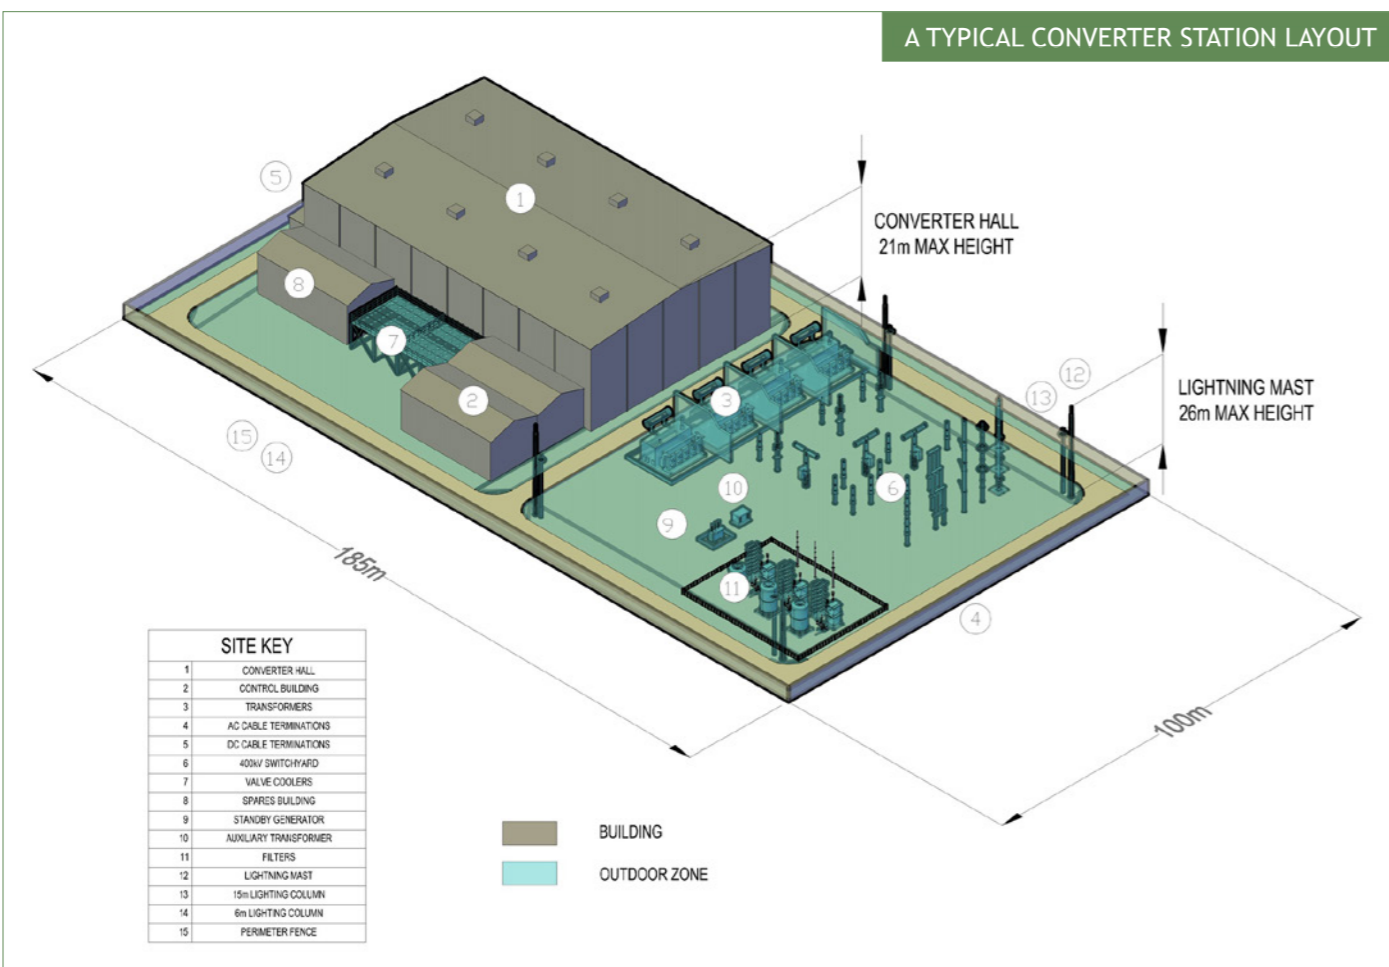 A TYPICAL CONVERTER STATION LAYOUT
5
1
CONVERTER HALL
21m MAX HEIGHT
8
7
12
13
LIGHTNING MAST
26m MAX HEIGHT
3
2
15
14
10
6
9
11
185m
4
100m
SITE KEY
1 CONVERTER HALL
2 CONTROL BUILDING
3 TRANSFORMERS
4 AC CABLE TERMINATIONS
5 DC CABLE TERMINATIONS
6 400kV SWITCHYARD
7 VALVE COOLERS
8 SPARES BUILDING
9 STANDBY GENERATOR
10 AUXILIARY TRANSFORMER
11 FILTERS
12 LIGHTNING MAST
13 15m LIGHTING COLUMN
14 6m LIGHTING COLUMN
15 PERIMETER FENCE
BUILDING
OUTDOOR ZONE